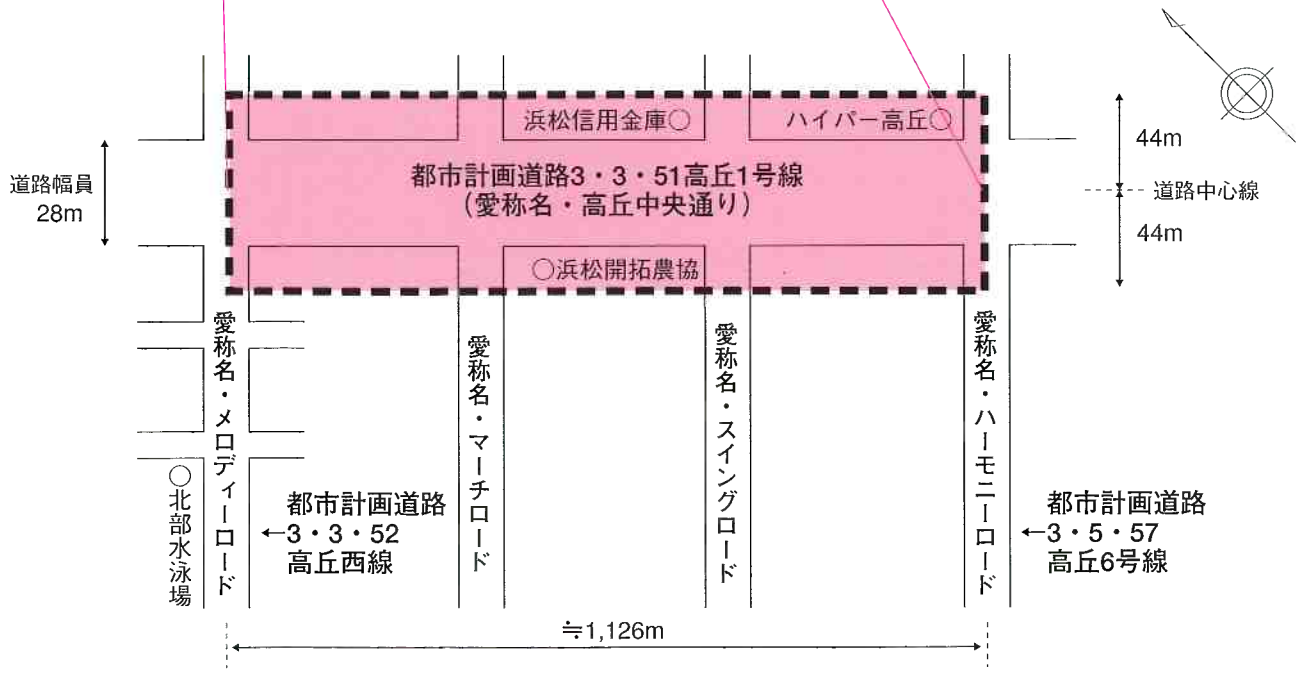 浜松信用金庫○
ハイパー高丘○
44m
道路幅員
28m
都市計画道路3・3・51高丘1号線
（愛称名・高丘中央通り）
道路中心線
44m
○浜松開拓農協
愛称名・メロディーロード
愛称名・マーチロード
愛称名・スイングロード
愛称名・ハーモニーロード
○北部水泳場
都市計画道路
←3・3・52
高丘西線
都市計画道路
←3・5・57
高丘6号線
≒1,126m